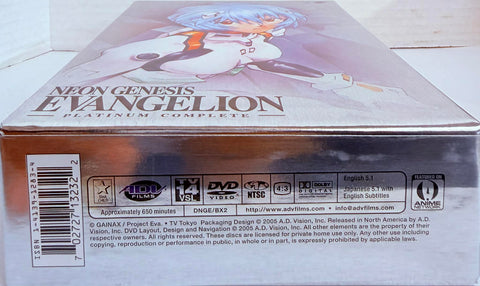 NEON GENESIS
EVANGELION
PLATINUM COMPLETE
ADV
FILMS
TV
14
VSL
DVD
VIDEO
NTSC
4:3
DOLBY
DIGITAL
English 5.1
Japanese 5.1 with
English Subtitles
FEATURED ON
ANIME
NETWORK
Approximately 650 minutes
DNGE/BX2
http://www.advfilms.com
© GAINAX / Project Eva. • TV Tokyo Packaging Design © 2005 A.D. Vision, Inc. Released in North America by A.D.
Vision, Inc. DVD Layout, Design and Navigation © 2005 A.D. Vision, Inc. All other elements are the property of their
respective owners. All rights reserved. These discs are licensed for private home use only. Any other use including
copying, reproduction or performance in public, in whole or in part, is expressly prohibited by applicable laws.
7 02727 13232 2